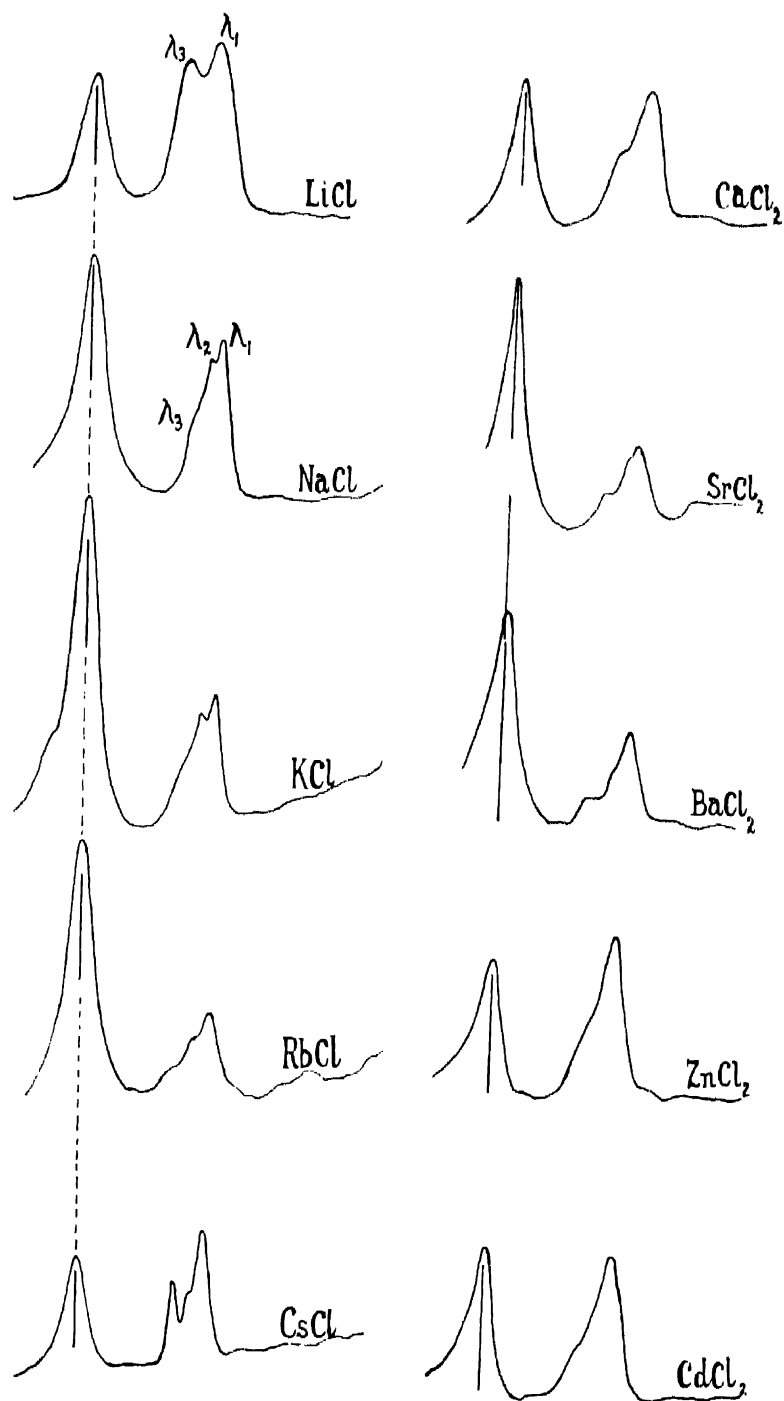 λ₃ λ₁
LiCl
λ₂ λ₁
λ₃
NaCl
KCl
RbCl
CsCl
CaCl₂
SrCl₂
BaCl₂
ZnCl₂
CdCl₂